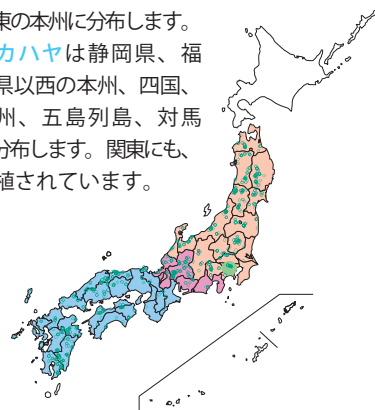 東の本州に分布します。
カハヤは静岡県、福
県以西の本州、四国、
州、五島列島、対馬
分布します。関東にも、
植されています。